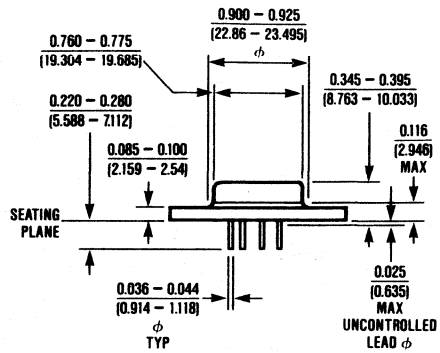 0.900 – 0.925
(22.86 – 23.495)
ϕ
0.760 – 0.775
(19.304 – 19.685)
0.345 – 0.395
(8.763 – 10.033)
0.220 – 0.280
(5.588 – 7.112)
0.116
(2.946)
MAX
0.085 – 0.100
(2.159 – 2.54)
SEATING
PLANE
0.036 – 0.044
(0.914 – 1.118)
ϕ
TYP
0.025
(0.635)
MAX
UNCONTROLLED
LEAD ϕ